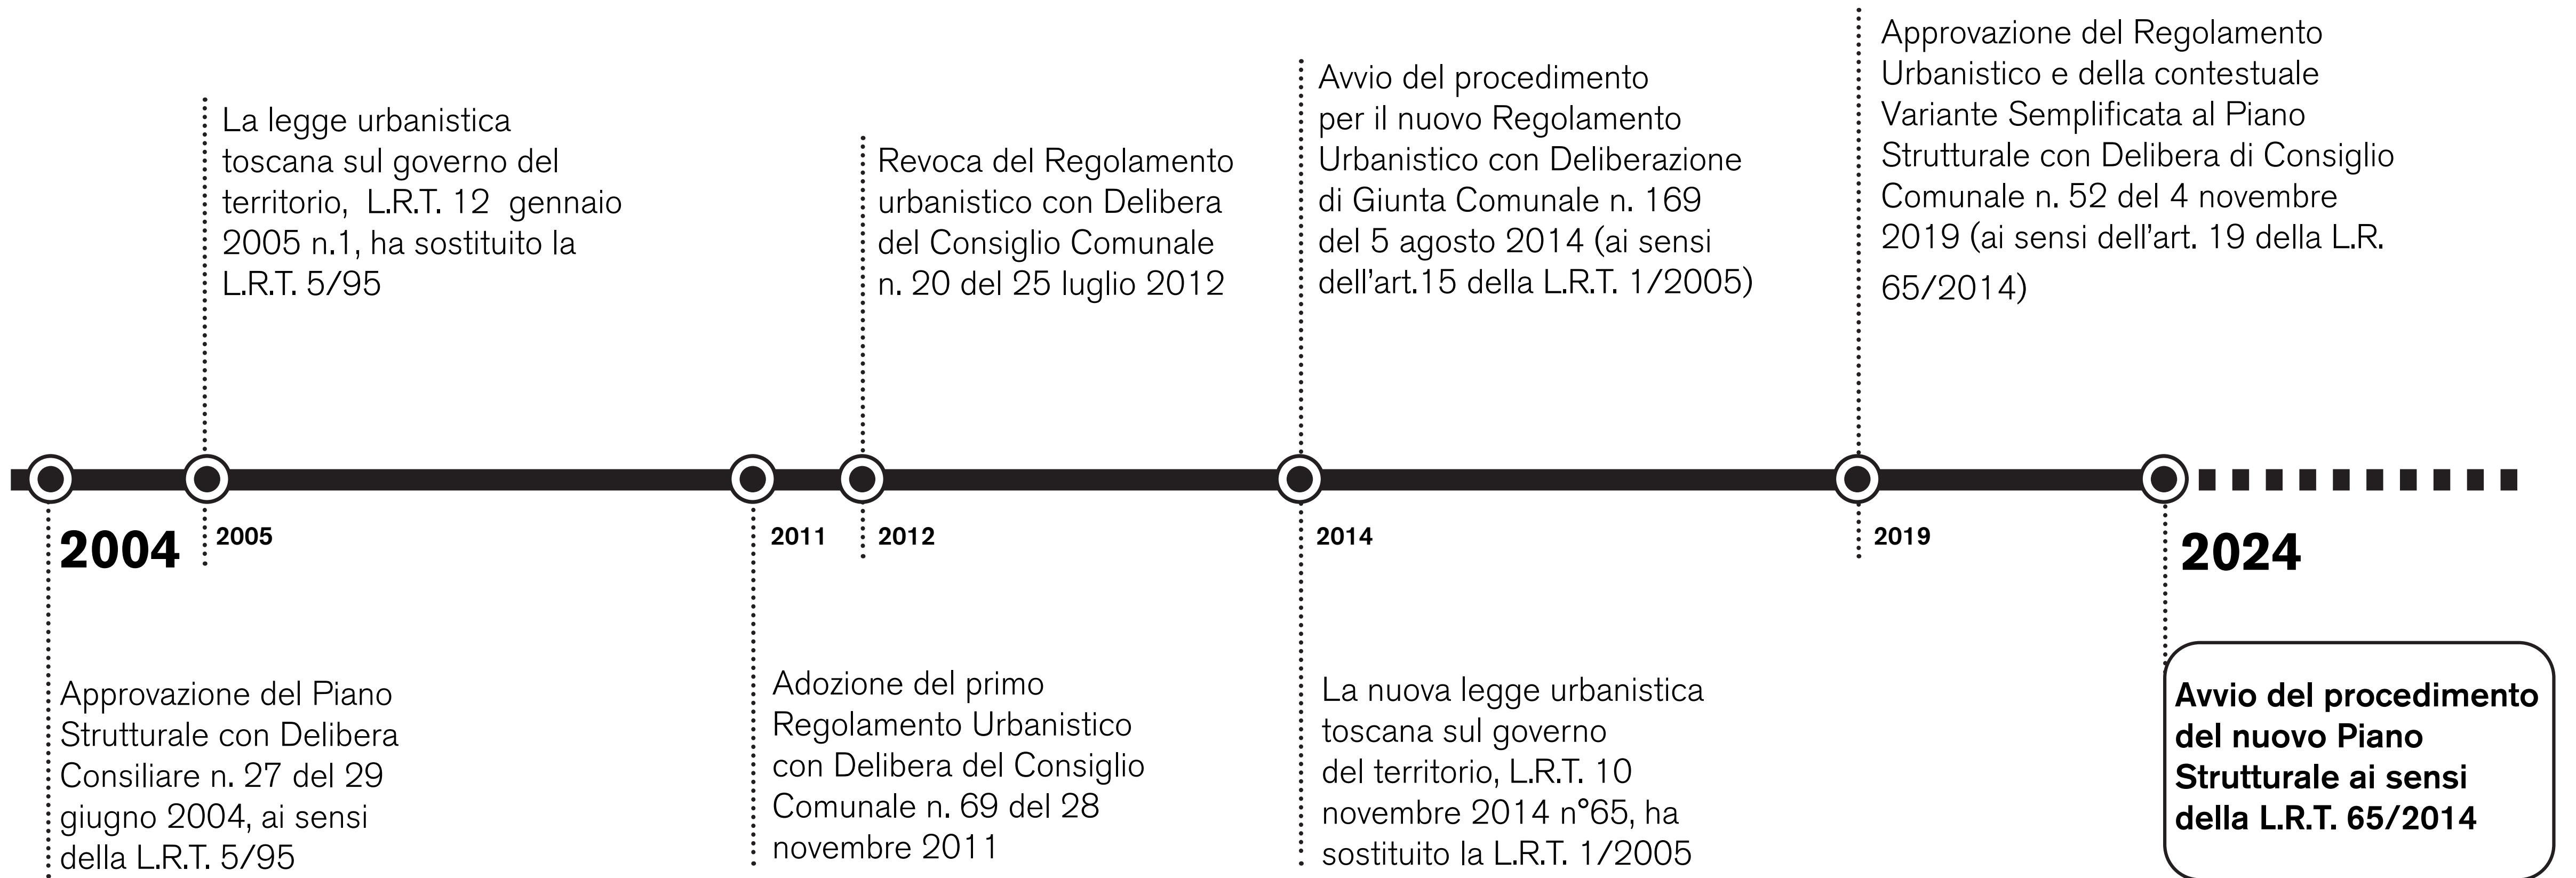 La legge urbanistica
toscana sul governo del
territorio, L.R.T. 12 gennaio
2005 n.1, ha sostituito la
L.R.T. 5/95
Revoca del Regolamento
urbanistico con Delibera
del Consiglio Comunale
n. 20 del 25 luglio 2012
Avvio del procedimento
per il nuovo Regolamento
Urbanistico con Deliberazione
di Giunta Comunale n. 169
del 5 agosto 2014 (ai sensi
dell'art.15 della L.R.T. 1/2005)
Approvazione del Regolamento
Urbanistico e della contestuale
Variante Semplificata al Piano
Strutturale con Delibera di Consiglio
Comunale n. 52 del 4 novembre
2019 (ai sensi dell'art. 19 della L.R.
65/2014)
2004
2005
2011
2012
2014
2019
2024
Approvazione del Piano
Strutturale con Delibera
Consiliare n. 27 del 29
giugno 2004, ai sensi
della L.R.T. 5/95
Adozione del primo
Regolamento Urbanistico
con Delibera del Consiglio
Comunale n. 69 del 28
novembre 2011
La nuova legge urbanistica
toscana sul governo
del territorio, L.R.T. 10
novembre 2014 n°65, ha
sostituito la L.R.T. 1/2005
Avvio del procedimento
del nuovo Piano
Strutturale ai sensi
della L.R.T. 65/2014